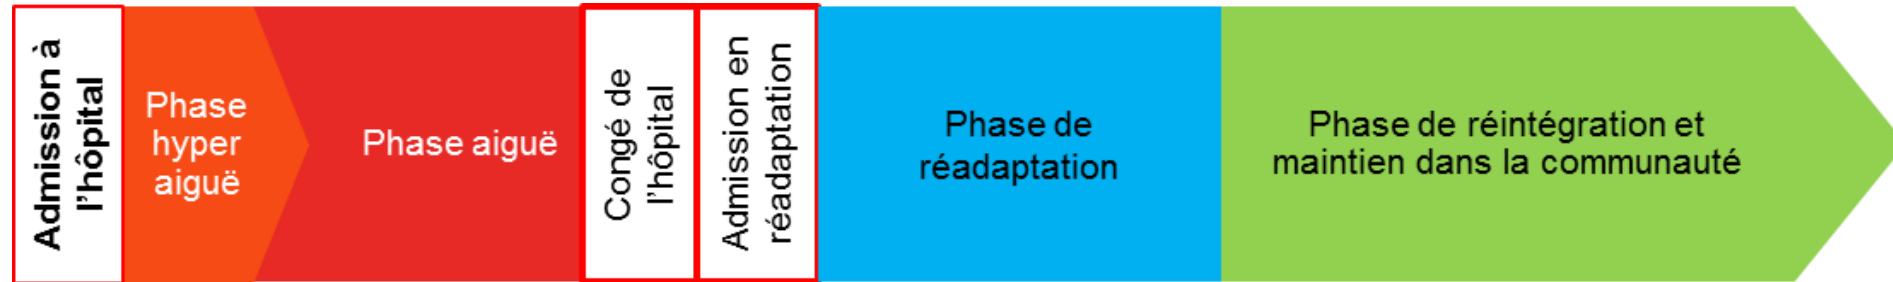 Admission à
l'hôpital
Phase
hyper
aiguë
Phase aiguë
Congé de
l'hôpital
Admission en
réadaptation
Phase de
réadaptation
Phase de réintégration et
maintien dans la communauté